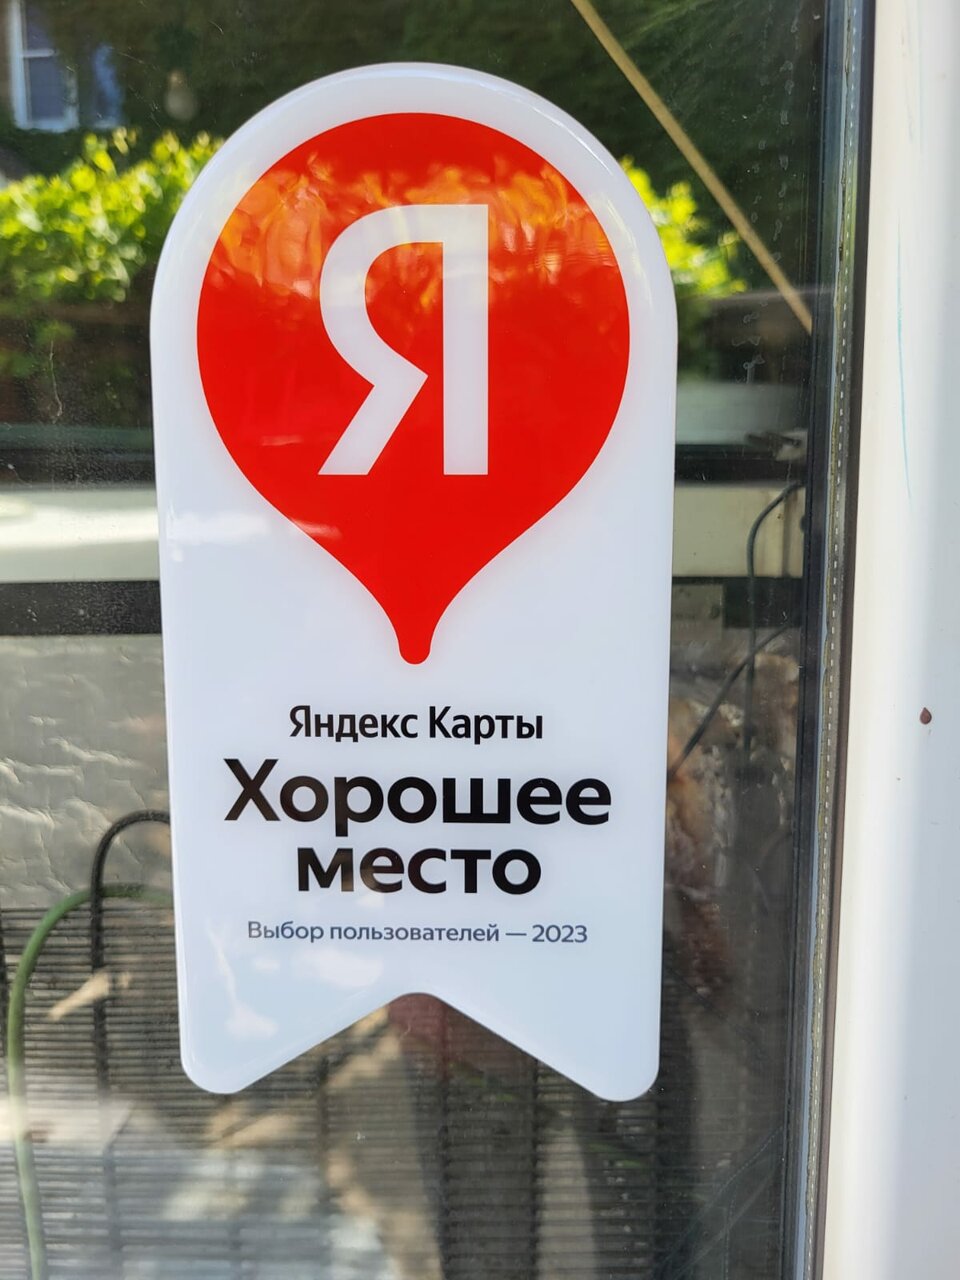 Я
Яндекс Карты
Хорошее
место
Выбор пользователей — 2023